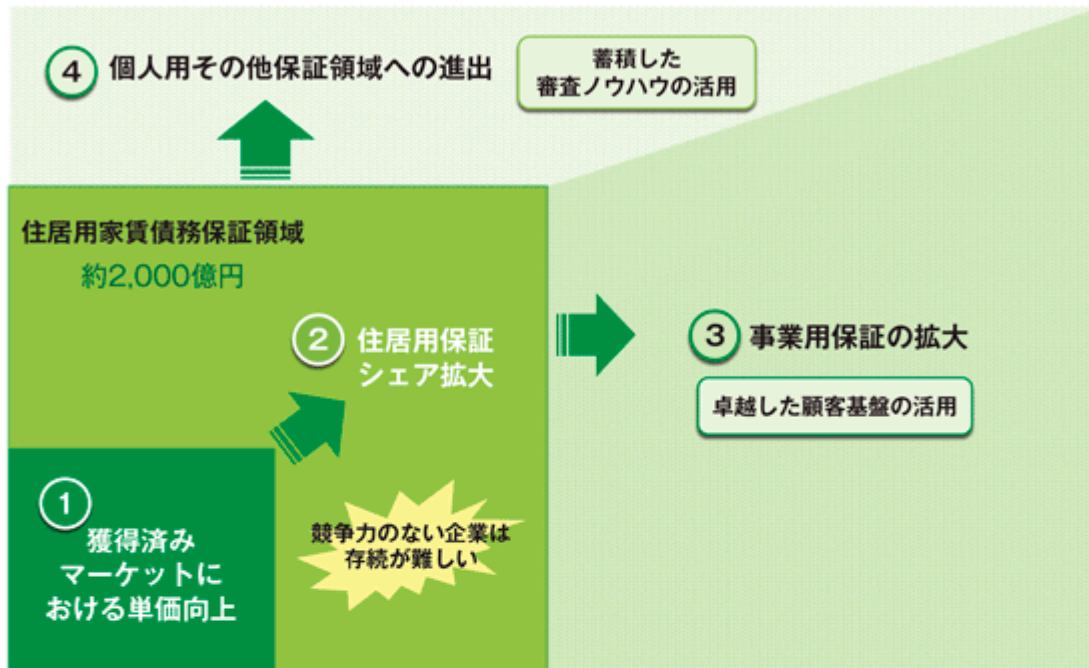 ④ 個人用その他保証領域への進出
蓄積した
審査ノウハウの活用
住居用家賃債務保証領域
約2,000億円
② 住居用保証
シェア拡大
③ 事業用保証の拡大
卓越した顧客基盤の活用
①
獲得済み
マーケットに
おける単価向上
競争力のない企業は
存続が難しい